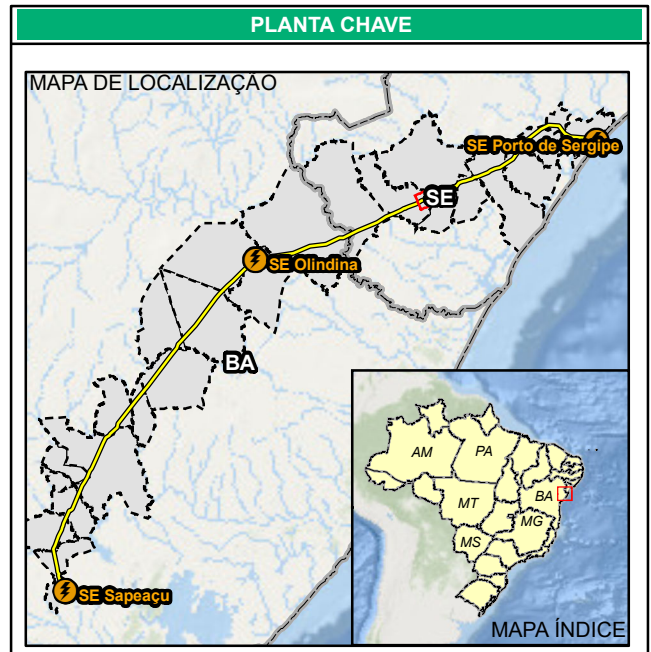 PLANTA CHAVE
MAPA DE LOCALIZAÇÃO
SE Porto de Sergipe
SE
SE Olindina
BA
SE Sapeaçu
AM
PA
MT
BA
MG
MS
MAPA ÍNDICE